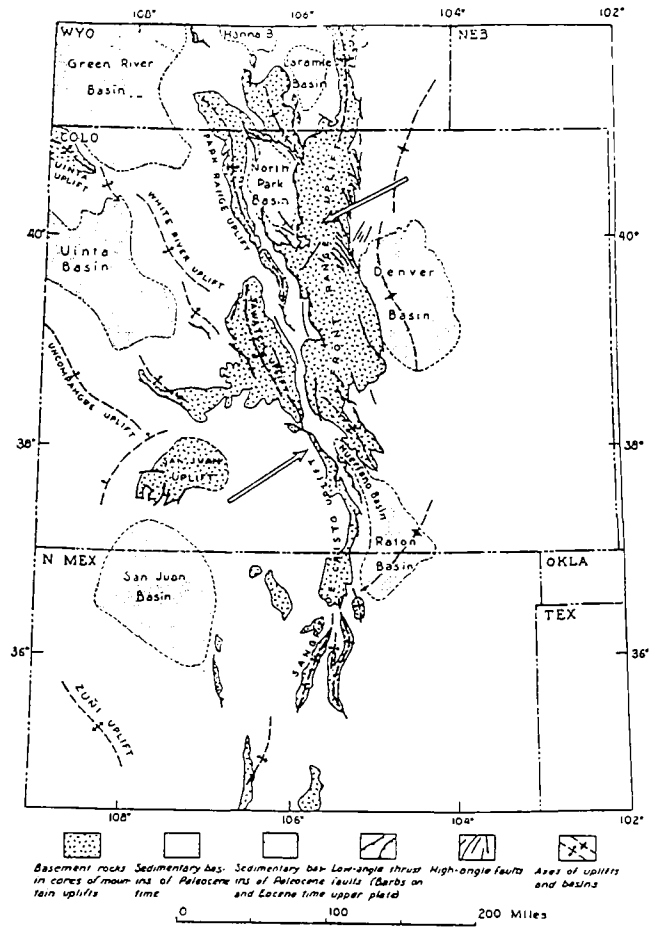 108° 106° 104° 102°
WYO
Hanna B
NEB
Green River
Basin
Laramie
Basin
COLO
UINTA
UPLIFT
PARK RANGE UPLIFT
North
Park
Basin
WHITE RIVER UPLIFT
FRONT RANGE UPLIFT
40° 40°
Uinta
Basin
Denver
Basin
SAWATCH UPLIFT
UNCOMPAHGRE UPLIFT
38° 38°
SAN JUAN
UPLIFT
Huerfano Basin
SANGRE DE CRISTO UPLIFT
Raton
Basin
N MEX
OKLA
San Juan
Basin
TEX
36° 36°
ZUÑI UPLIFT
108° 106° 104° 102°
Basement rocks
in cores of moun-
tain uplifts
Sedimentary bas-
ins of Paleocene
time
Sedimentary bas-
ins of Paleocene
and Eocene time
Low-angle thrust
faults (Barbs on
upper plate)
High-angle faults
Axes of uplifts
and basins
0 100 200 Miles